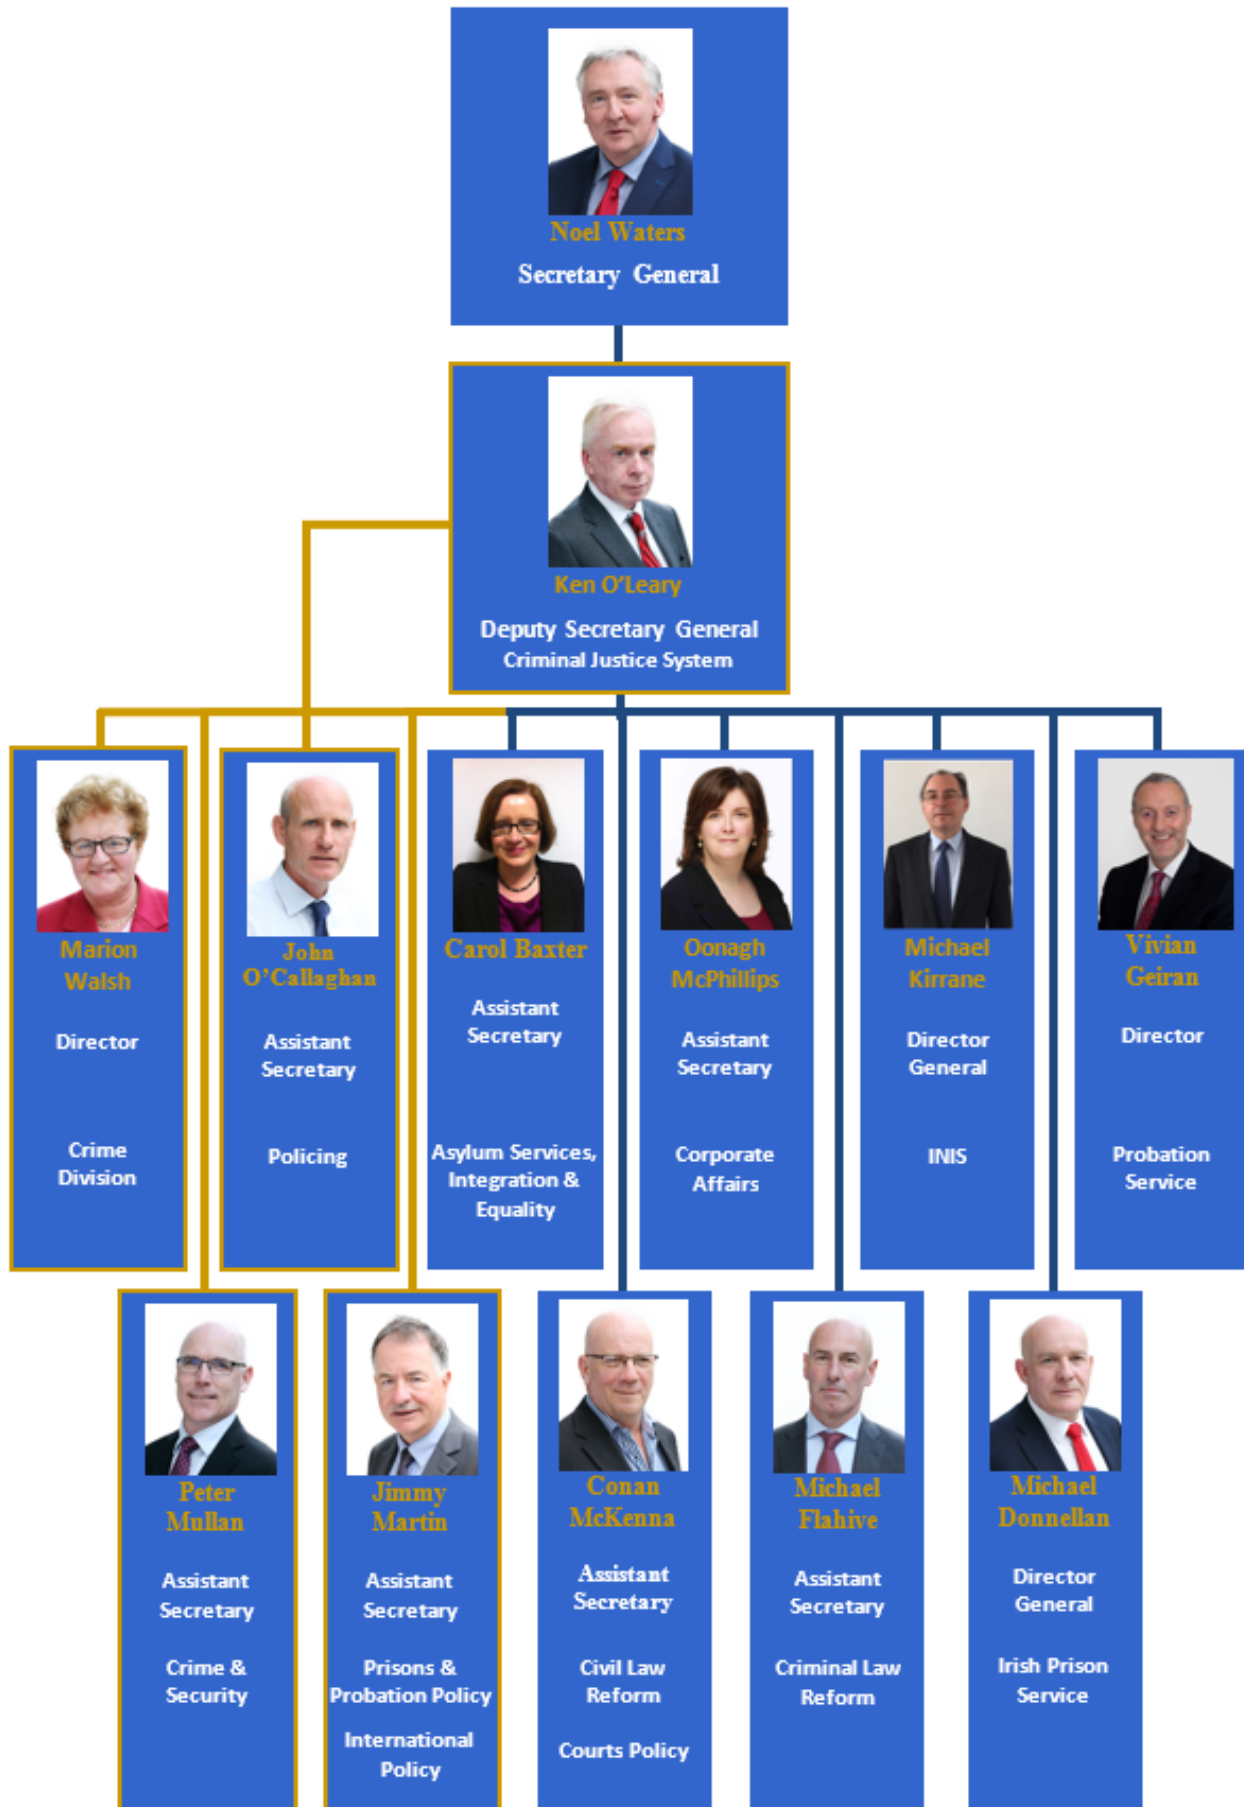 Noel Waters
Secretary General
Ken O'Leary
Deputy Secretary General
Criminal Justice System
Marion
Walsh
Director
Crime
Division
John
O'Callaghan
Assistant
Secretary
Policing
Carol Baxter
Assistant
Secretary
Asylum Services,
Integration &
Equality
Oonagh
McPhillips
Assistant
Secretary
Corporate
Affairs
Michael
Kirrane
Director
General
INIS
Vivian
Geiran
Director
Probation
Service
Peter
Mullan
Assistant
Secretary
Crime &
Security
Jimmy
Martin
Assistant
Secretary
Prisons &
Probation Policy
International
Policy
Conan
McKenna
Assistant
Secretary
Civil Law
Reform
Courts Policy
Michael
Flahive
Assistant
Secretary
Criminal Law
Reform
Michael
Donnellan
Director
General
Irish Prison
Service